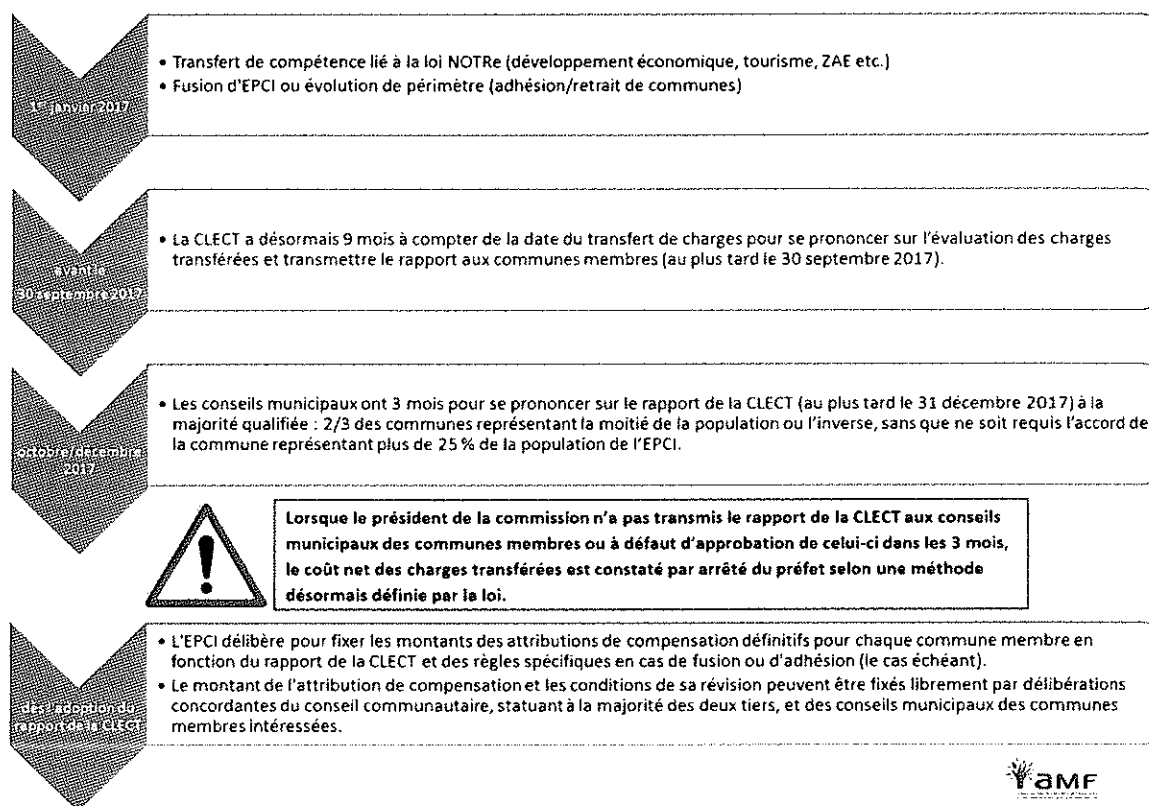 1er janvier 2017
• Transfert de compétence lié à la loi NOTRe (développement économique, tourisme, ZAE etc.)
• Fusion d'EPCI ou évolution de périmètre (adhésion/retrait de communes)
avant le
30 septembre 2017
• La CLECT a désormais 9 mois à compter de la date du transfert de charges pour se prononcer sur l'évaluation des charges
transférées et transmettre le rapport aux communes membres (au plus tard le 30 septembre 2017).
octobre/décembre
2017
• Les conseils municipaux ont 3 mois pour se prononcer sur le rapport de la CLECT (au plus tard le 31 décembre 2017) à la
majorité qualifiée : 2/3 des communes représentant la moitié de la population ou l'inverse, sans que ne soit requis l'accord de
la commune représentant plus de 25 % de la population de l'EPCI.
!
Lorsque le président de la commission n'a pas transmis le rapport de la CLECT aux conseils
municipaux des communes membres ou à défaut d'approbation de celui-ci dans les 3 mois,
le coût net des charges transférées est constaté par arrêté du préfet selon une méthode
désormais définie par la loi.
dès l'adoption du
rapport de la CLECT
• L'EPCI délibère pour fixer les montants des attributions de compensation définitifs pour chaque commune membre en
fonction du rapport de la CLECT et des règles spécifiques en cas de fusion ou d'adhésion (le cas échéant).
• Le montant de l'attribution de compensation et les conditions de sa révision peuvent être fixés librement par délibérations
concordantes du conseil communautaire, statuant à la majorité des deux tiers, et des conseils municipaux des communes
membres intéressées.
aMF